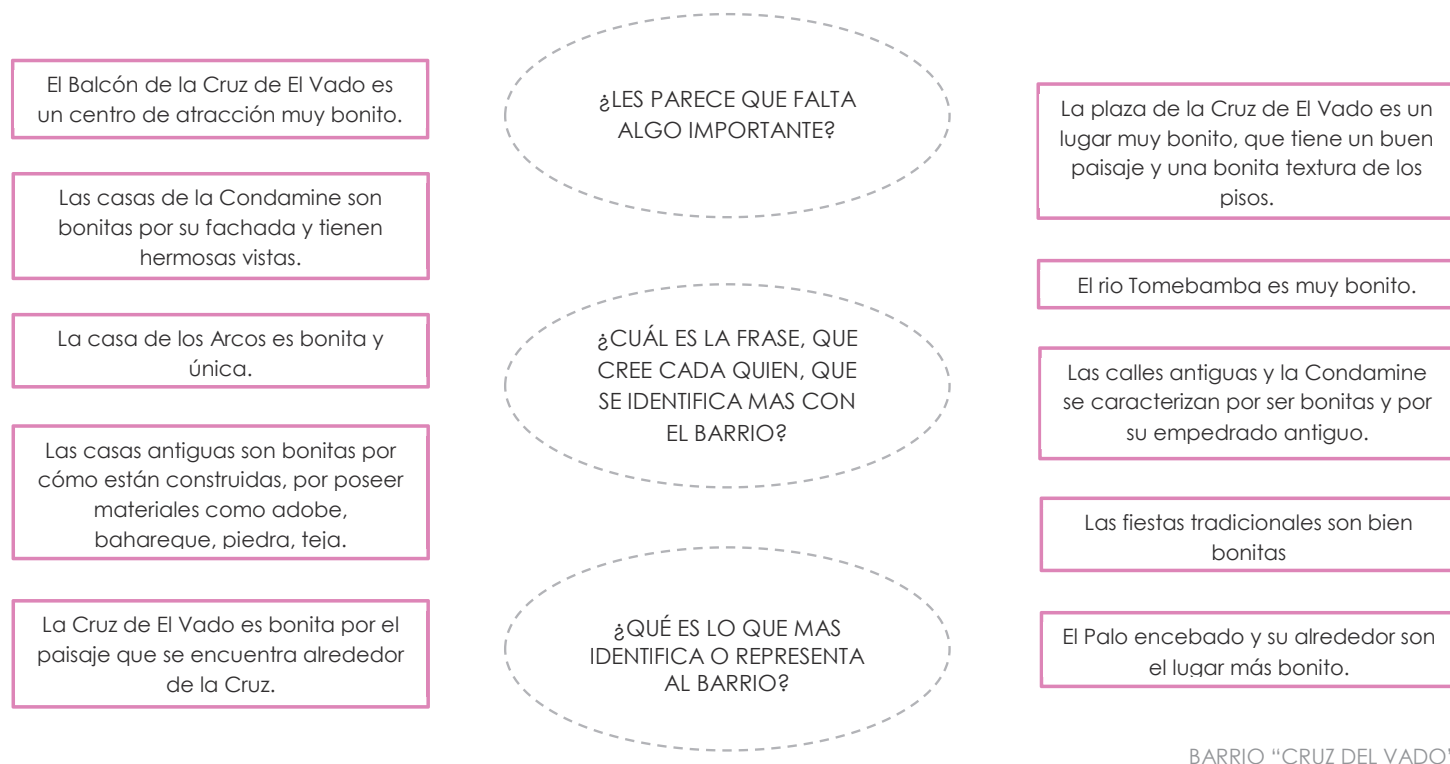 El Balcón de la Cruz de El Vado es
un centro de atracción muy bonito.
Las casas de la Condamine son
bonitas por su fachada y tienen
hermosas vistas.
La casa de los Arcos es bonita y
única.
Las casas antiguas son bonitas por
cómo están construidas, por poseer
materiales como adobe,
bahareque, piedra, teja.
La Cruz de El Vado es bonita por el
paisaje que se encuentra alrededor
de la Cruz.
¿LES PARECE QUE FALTA
ALGO IMPORTANTE?
¿CUÁL ES LA FRASE, QUE
CREE CADA QUIEN, QUE
SE IDENTIFICA MAS CON
EL BARRIO?
¿QUÉ ES LO QUE MAS
IDENTIFICA O REPRESENTA
AL BARRIO?
La plaza de la Cruz de El Vado es un
lugar muy bonito, que tiene un buen
paisaje y una bonita textura de los
pisos.
El rio Tomebamba es muy bonito.
Las calles antiguas y la Condamine
se caracterizan por ser bonitas y por
su empedrado antiguo.
Las fiestas tradicionales son bien
bonitas
El Palo encebado y su alrededor son
el lugar más bonito.
BARRIO “CRUZ DEL VADO”